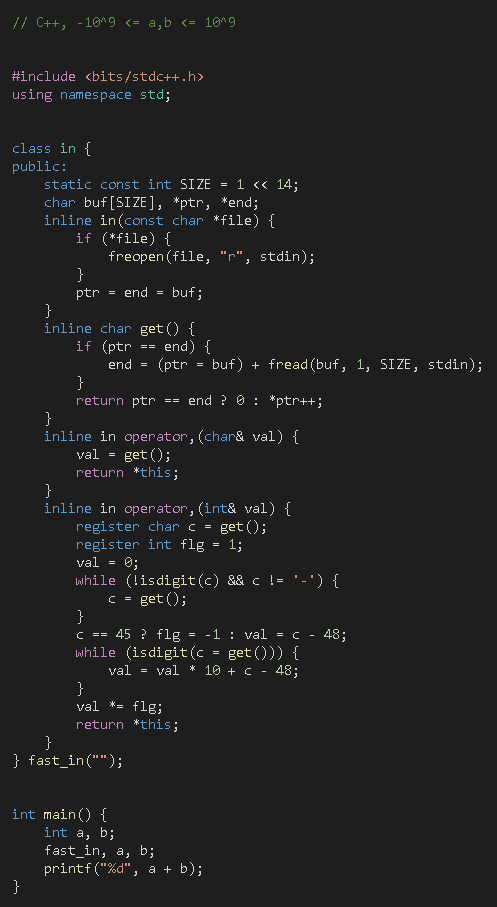 // C++, -10^9 <= a,b <= 10^9
#include <bits/stdc++.h>
using namespace std;
class in {
public:
    static const int SIZE = 1 << 14;
    char buf[SIZE], *ptr, *end;
    inline in(const char *file) {
        if (*file) {
            freopen(file, "r", stdin);
        }
        ptr = end = buf;
    }
    inline char get() {
        if (ptr == end) {
            end = (ptr = buf) + fread(buf, 1, SIZE, stdin);
        }
        return ptr == end ? 0 : *ptr++;
    }
    inline in operator,(char& val) {
        val = get();
        return *this;
    }
    inline in operator,(int& val) {
        register char c = get();
        register int flg = 1;
        val = 0;
        while (!isdigit(c) && c != '-') {
            c = get();
        }
        c == 45 ? flg = -1 : val = c - 48;
        while (isdigit(c = get())) {
            val = val * 10 + c - 48;
        }
        val *= flg;
        return *this;
    }
} fast_in("");
int main() {
    int a, b;
    fast_in, a, b;
    printf("%d", a + b);
}